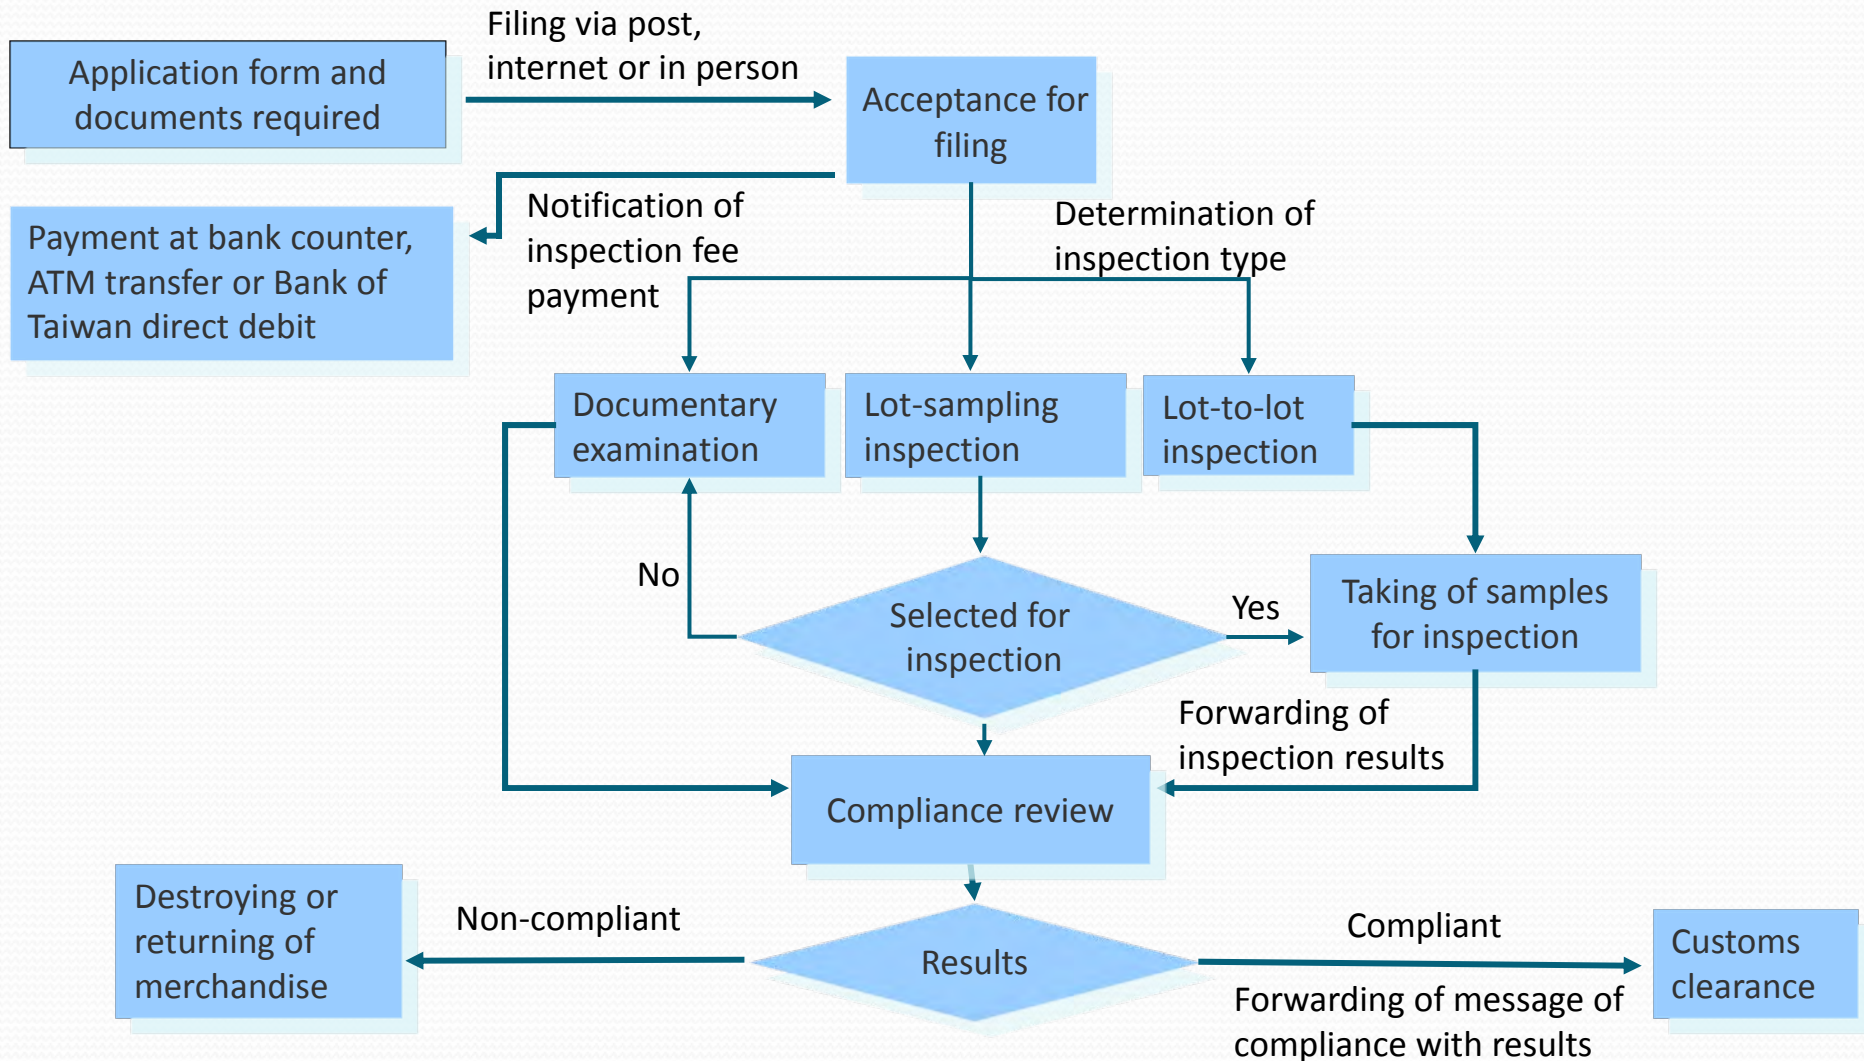 Filing via post,
internet or in person
Application form and
documents required
Acceptance for
filing
Notification of
inspection fee
payment
Determination of
inspection type
Payment at bank counter,
ATM transfer or Bank of
Taiwan direct debit
Documentary
examination
Lot-sampling
inspection
Lot-to-lot
inspection
No
Selected for
inspection
Yes
Taking of samples
for inspection
Forwarding of
inspection results
Compliance review
Destroying or
returning of
merchandise
Non-compliant
Results
Compliant
Forwarding of message of
compliance with results
Customs
clearance